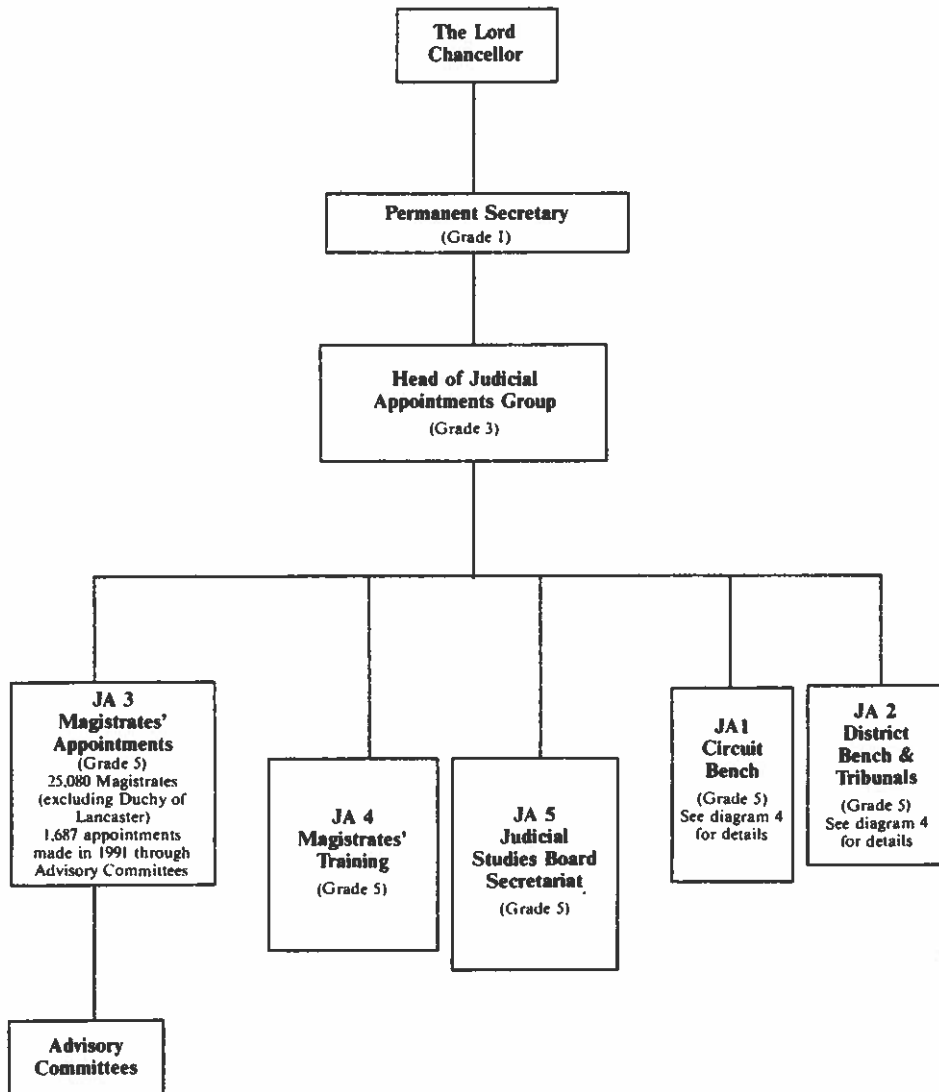 The Lord
Chancellor
Permanent Secretary
(Grade 1)
Head of Judicial
Appointments Group
(Grade 3)
JA 3
Magistrates'
Appointments
(Grade 5)
25,080 Magistrates
(excluding Duchy of
Lancaster)
1,687 appointments
made in 1991 through
Advisory Committees
JA 4
Magistrates'
Training
(Grade 5)
JA 5
Judicial
Studies Board
Secretariat
(Grade 5)
JA1
Circuit
Bench
(Grade 5)
See diagram 4
for details
JA 2
District
Bench &
Tribunals
(Grade 5)
See diagram 4
for details
Advisory
Committees